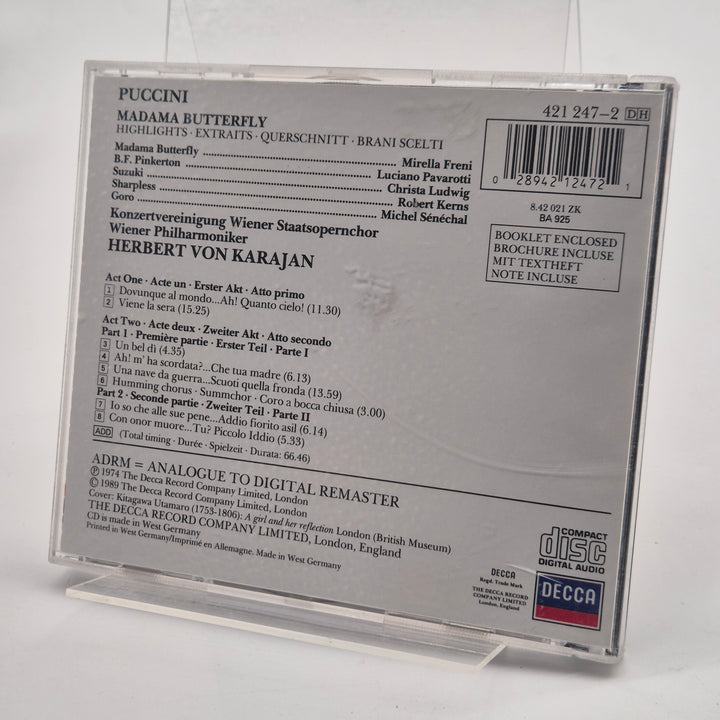 PUCCINI
MADAMA BUTTERFLY
HIGHLIGHTS · EXTRAITS · QUERSCHNITT · BRANI SCELTI
Madama Butterfly ........ Mirella Freni
B.F. Pinkerton ........ Luciano Pavarotti
Suzuki ........ Christa Ludwig
Sharpless ........ Robert Kerns
Goro ........ Michel Sénéchal
Konzertvereinigung Wiener Staatsopernchor
Wiener Philharmoniker
HERBERT VON KARAJAN
421 247-2 DH
0 28942 12472 1
8.42 021 ZK
BA 925
BOOKLET ENCLOSED
BROCHURE INCLUSE
MIT TEXTHEFT
NOTE INCLUSE
Act One · Acte un · Erster Akt · Atto primo
1 Dovunque al mondo...Ah! Quanto cielo! (11.30)
2 Viene la sera (15.25)
Act Two · Acte deux · Zweiter Akt · Atto secondo
Part 1 · Première partie · Erster Teil · Parte I
3 Un bel dì (4.35)
4 Ah! m' ha scordata?...Che tua madre (6.13)
5 Una nave da guerra...Scuoti quella fronda (13.59)
6 Humming chorus · Summchor · Coro a bocca chiusa (3.00)
Part 2 · Seconde partie · Zweiter Teil · Parte II
7 Io so che alle sue pene...Addio fiorito asil (6.14)
8 Con onor muore...Tu? Piccolo Iddio (5.33)
ADD (Total timing · Durée · Spielzeit · Durata: 66.46)
ADRM = ANALOGUE TO DIGITAL REMASTER
℗ 1974 The Decca Record Company Limited, London
© 1989 The Decca Record Company Limited, London
Cover: Kitagawa Utamaro (1753-1806): A girl and her reflection London (British Museum)
THE DECCA RECORD COMPANY LIMITED, London, England
CD is made in West Germany
Printed in West Germany/Imprimé en Allemagne. Made in West Germany
COMPACT
disc
DIGITAL AUDIO
DECCA
Regd. Trade Mark
THE DECCA RECORD
COMPANY LIMITED
London, England
DECCA